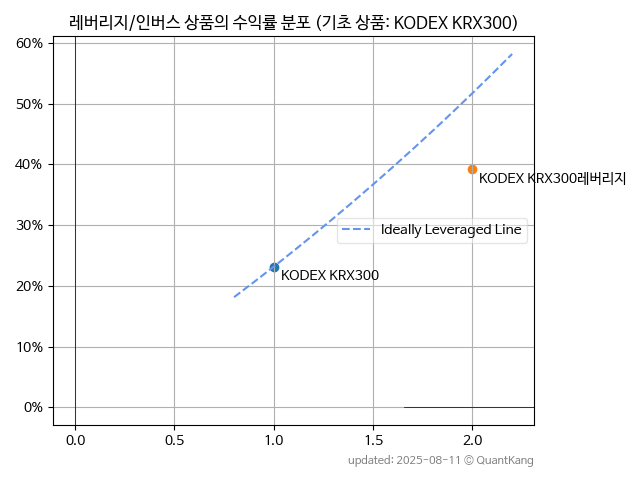 레버리지/인버스 상품의 수익률 분포 (기초 상품: KODEX KRX300)
60%
50%
40%
KODEX KRX300레버리지
30%
Ideally Leveraged Line
KODEX KRX300
20%
10%
0%
0.0 0.5 1.0 1.5 2.0
updated: 2025-08-11 © QuantKang